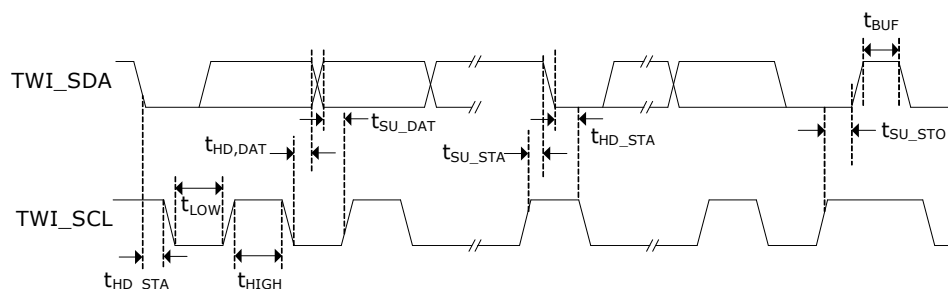 tBUF
TWI_SDA
tSU_DAT
tHD,DAT
tSU_STA
tHD_STA
tSU_STO
TWI_SCL
tLOW
tHD_STA
tHIGH